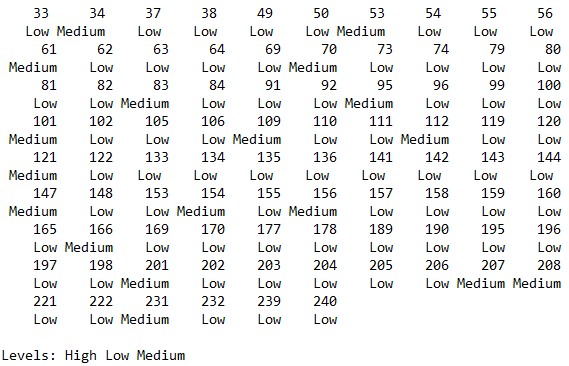 33 34 37 38 49 50 53 54 55 56
Low Medium Low Low Low Low Medium Low Low Low
61 62 63 64 69 70 73 74 79 80
Medium Low Low Low Low Medium Low Low Low Low
81 82 83 84 91 92 95 96 99 100
Low Low Medium Low Low Low Medium Low Low Low
101 102 105 106 109 110 111 112 119 120
Medium Low Low Low Medium Low Low Medium Low Low
121 122 133 134 135 136 141 142 143 144
Medium Low Low Low Low Low Low Low Low Low
147 148 153 154 155 156 157 158 159 160
Medium Low Low Medium Low Medium Low Low Low Low
165 166 169 170 177 178 189 190 195 196
Low Medium Low Low Low Low Low Low Low Low
197 198 201 202 203 204 205 206 207 208
Low Low Medium Low Low Low Low Low Medium Medium
221 222 231 232 239 240
Low Low Medium Low Low Low
Levels: High Low Medium